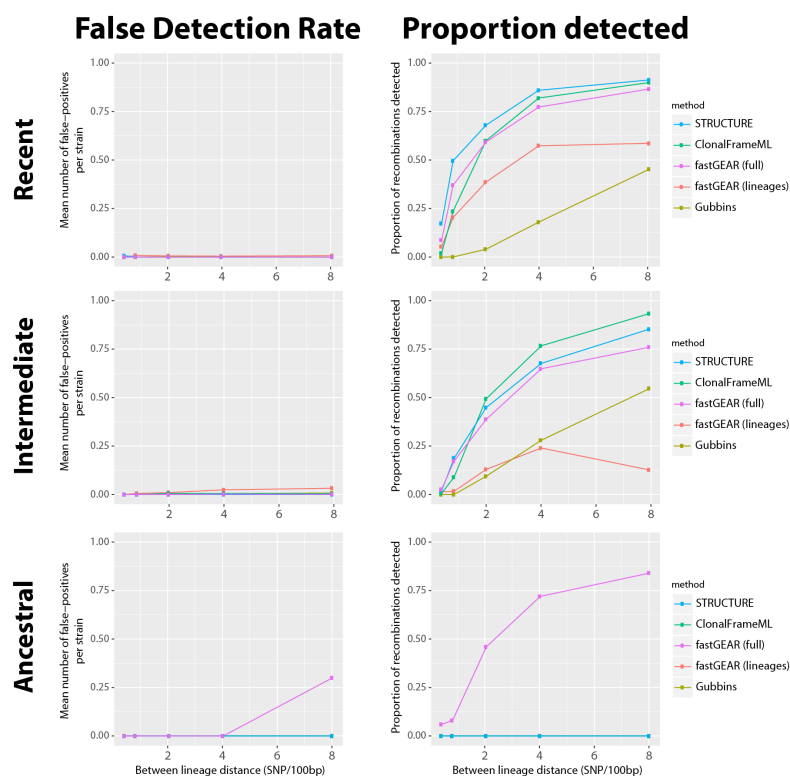 False Detection Rate
Proportion detected
Recent
Mean number of false−positives
per strain
1.00
0.75
0.50
0.25
0.00
2
4
6
8
Proportion of recombinations detected
1.00
0.75
0.50
0.25
0.00
2
4
6
8
method
STRUCTURE
ClonalFrameML
fastGEAR (full)
fastGEAR (lineages)
Gubbins
Intermediate
Mean number of false−positives
per strain
1.00
0.75
0.50
0.25
0.00
2
4
6
8
Proportion of recombinations detected
1.00
0.75
0.50
0.25
0.00
2
4
6
8
method
STRUCTURE
ClonalFrameML
fastGEAR (full)
fastGEAR (lineages)
Gubbins
Ancestral
Mean number of false−positives
per strain
1.00
0.75
0.50
0.25
0.00
2
4
6
8
Between lineage distance (SNP/100bp)
Proportion of recombinations detected
1.00
0.75
0.50
0.25
0.00
2
4
6
8
Between lineage distance (SNP/100bp)
method
STRUCTURE
ClonalFrameML
fastGEAR (full)
fastGEAR (lineages)
Gubbins